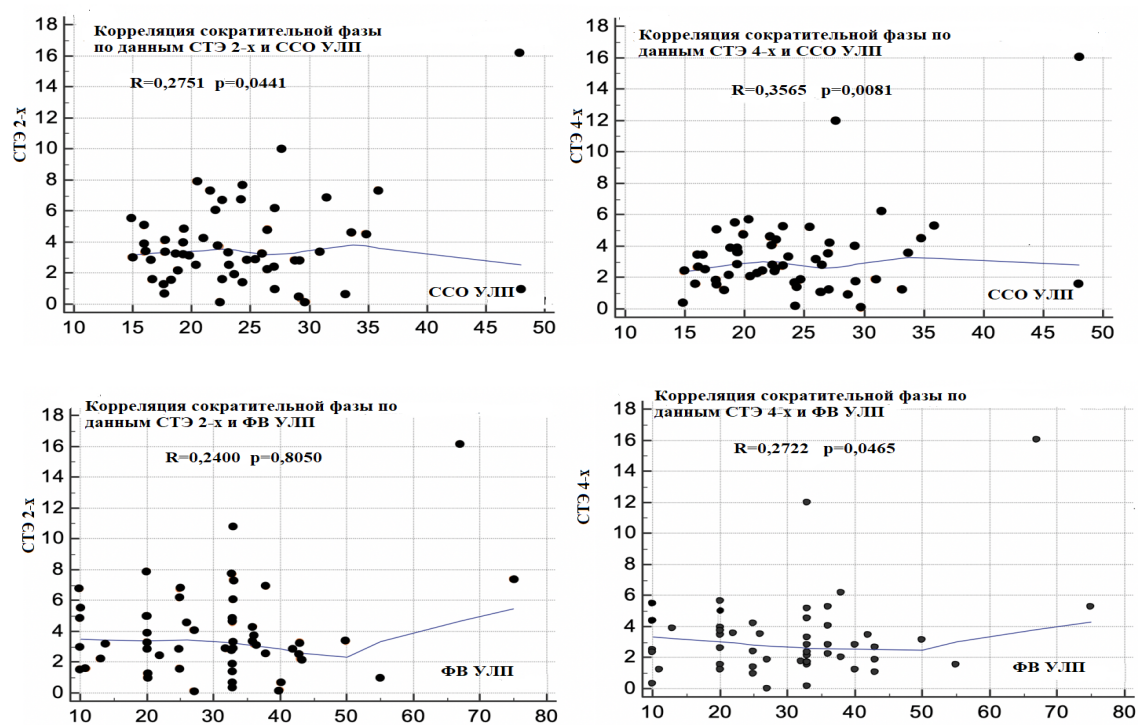 Корреляция сократительной фазы
по данным СТЭ 2-х и ССО УЛП
R=0,2751 p=0,0441
СТЭ 2-х
18
16
14
12
10
8
6
4
2
0
ССО УЛП
10 15 20 25 30 35 40 45 50
Корреляция сократительной фазы по
данным СТЭ 4-х и ССО УЛП
R=0,3565 p=0,0081
СТЭ 4-х
18
16
14
12
10
8
6
4
2
0
ССО УЛП
10 15 20 25 30 35 40 45 50
Корреляция сократительной фазы по
данным СТЭ 2-х и ФВ УЛП
R=0,2400 p=0,8050
СТЭ 2-х
18
16
14
12
10
8
6
4
2
0
ФВ УЛП
10 20 30 40 50 60 70 80
Корреляция сократительной фазы по
данным СТЭ 4-х и ФВ УЛП
R=0,2722 p=0,0465
СТЭ 4-х
18
16
14
12
10
8
6
4
2
0
ФВ УЛП
10 20 30 40 50 60 70 80